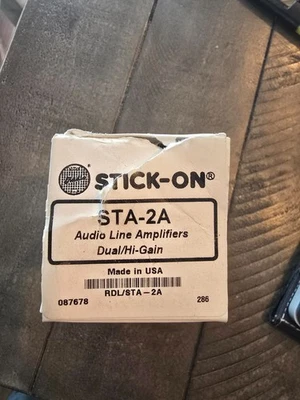 STICK-ON®
STA-2A
Audio Line Amplifiers
Dual/Hi-Gain
Made in USA
RDL/STA-2A
087678 286